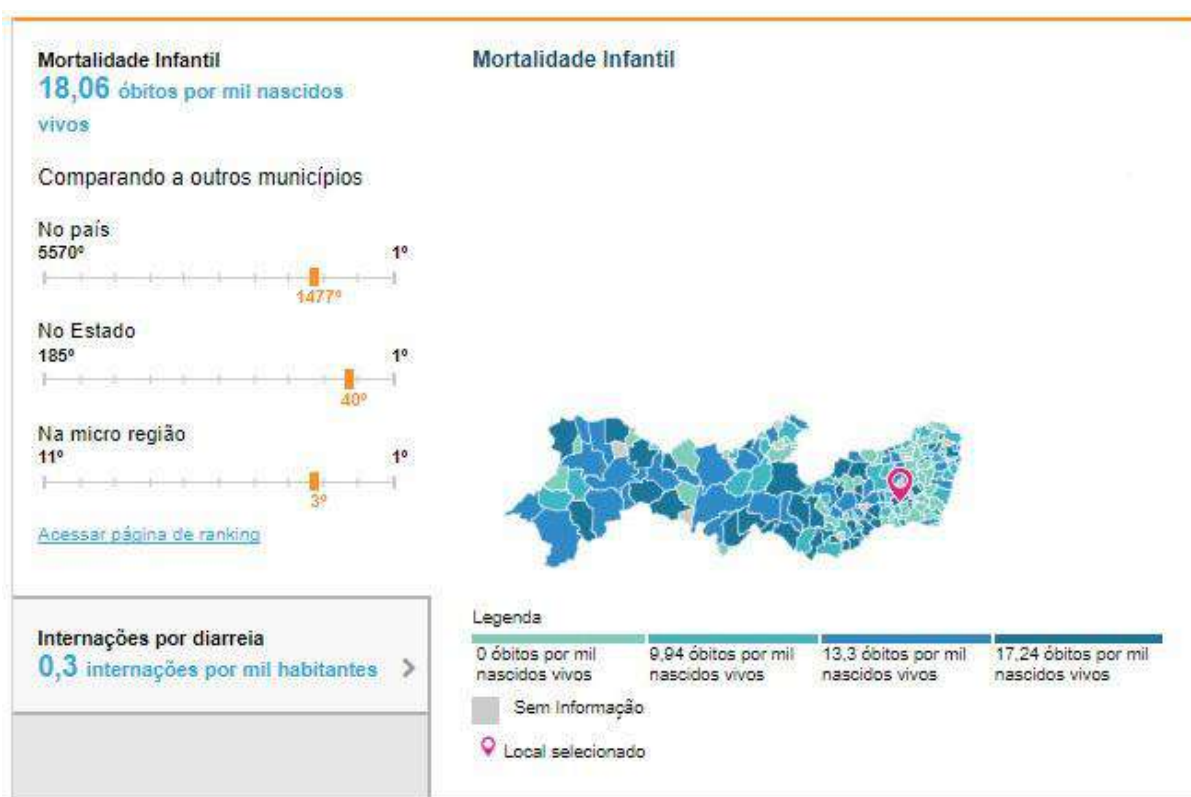 Mortalidade Infantil
18,06 óbitos por mil nascidos
vivos
Comparando a outros municípios
No país
5570º 1º
1477º
No Estado
185º 1º
40º
Na micro região
11º 1º
3º
Acessar página de ranking
Internações por diarreia
0,3 internações por mil habitantes >
Mortalidade Infantil
Legenda
0 óbitos por mil
nascidos vivos
9,94 óbitos por mil
nascidos vivos
13,3 óbitos por mil
nascidos vivos
17,24 óbitos por mil
nascidos vivos
Sem Informação
Local selecionado